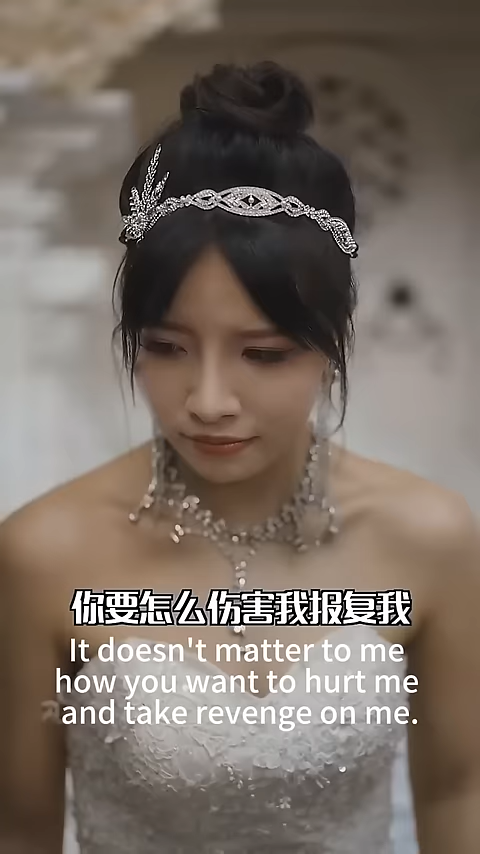 你要怎么伤害我报复我
It doesn't matter to me
how you want to hurt me
and take revenge on me.